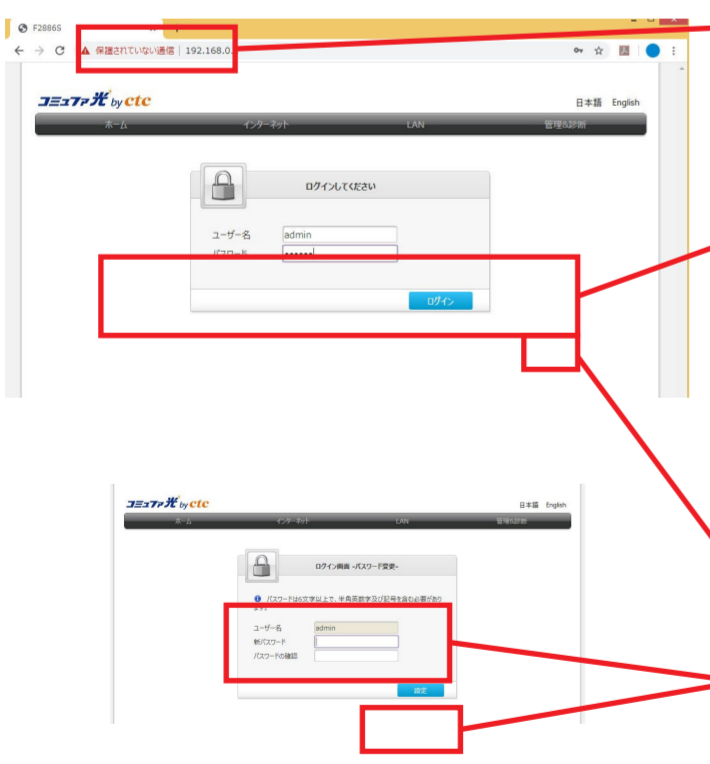 F2886S
保護されていない通信 192.168.0.
コミュファ光 by ctc
日本語 English
ホーム インターネット LAN 管理&診断
ログインしてください
ユーザー名 admin
パスワード ••••••
ログイン
コミュファ光 by ctc
日本語 English
ホーム インターネット LAN 管理&診断
ログイン画面 -パスワード変更-
パスワードは6文字以上で、半角英数字及び記号を含む必要があり
ます。
ユーザー名 admin
新パスワード
パスワードの確認
設定